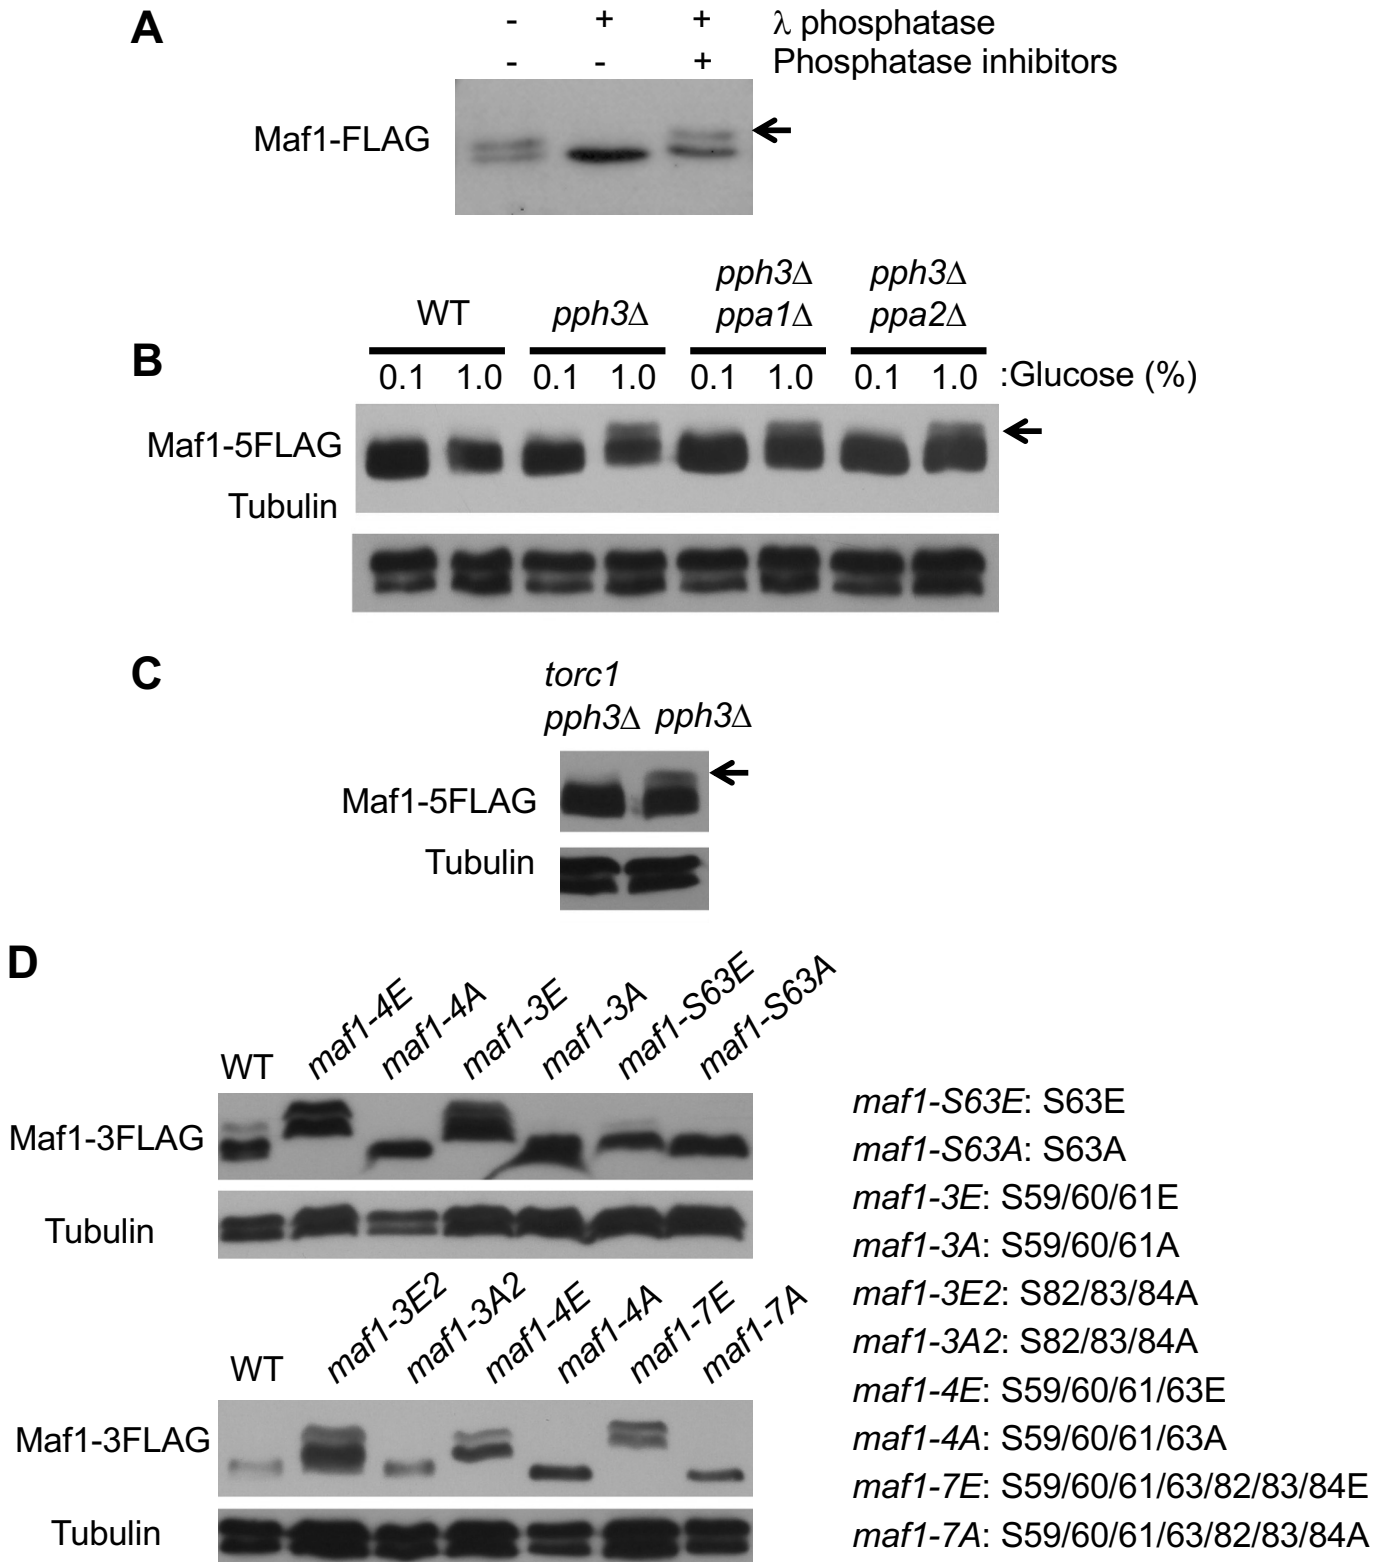 A
- + + λ phosphatase
- - + Phosphatase inhibitors
Maf1-FLAG
B
WT pph3Δ pph3Δ ppa1Δ pph3Δ ppa2Δ
0.1 1.0 0.1 1.0 0.1 1.0 0.1 1.0 :Glucose (%)
Maf1-5FLAG
Tubulin
C
torc1
pph3Δ pph3Δ
Maf1-5FLAG
Tubulin
D
WT maf1-4E maf1-4A maf1-3E maf1-3A maf1-S63E maf1-S63A
Maf1-3FLAG
Tubulin
WT maf1-3E2 maf1-3A2 maf1-4E maf1-4A maf1-7E maf1-7A
Maf1-3FLAG
Tubulin
maf1-S63E: S63E
maf1-S63A: S63A
maf1-3E: S59/60/61E
maf1-3A: S59/60/61A
maf1-3E2: S82/83/84A
maf1-3A2: S82/83/84A
maf1-4E: S59/60/61/63E
maf1-4A: S59/60/61/63A
maf1-7E: S59/60/61/63/82/83/84E
maf1-7A: S59/60/61/63/82/83/84A